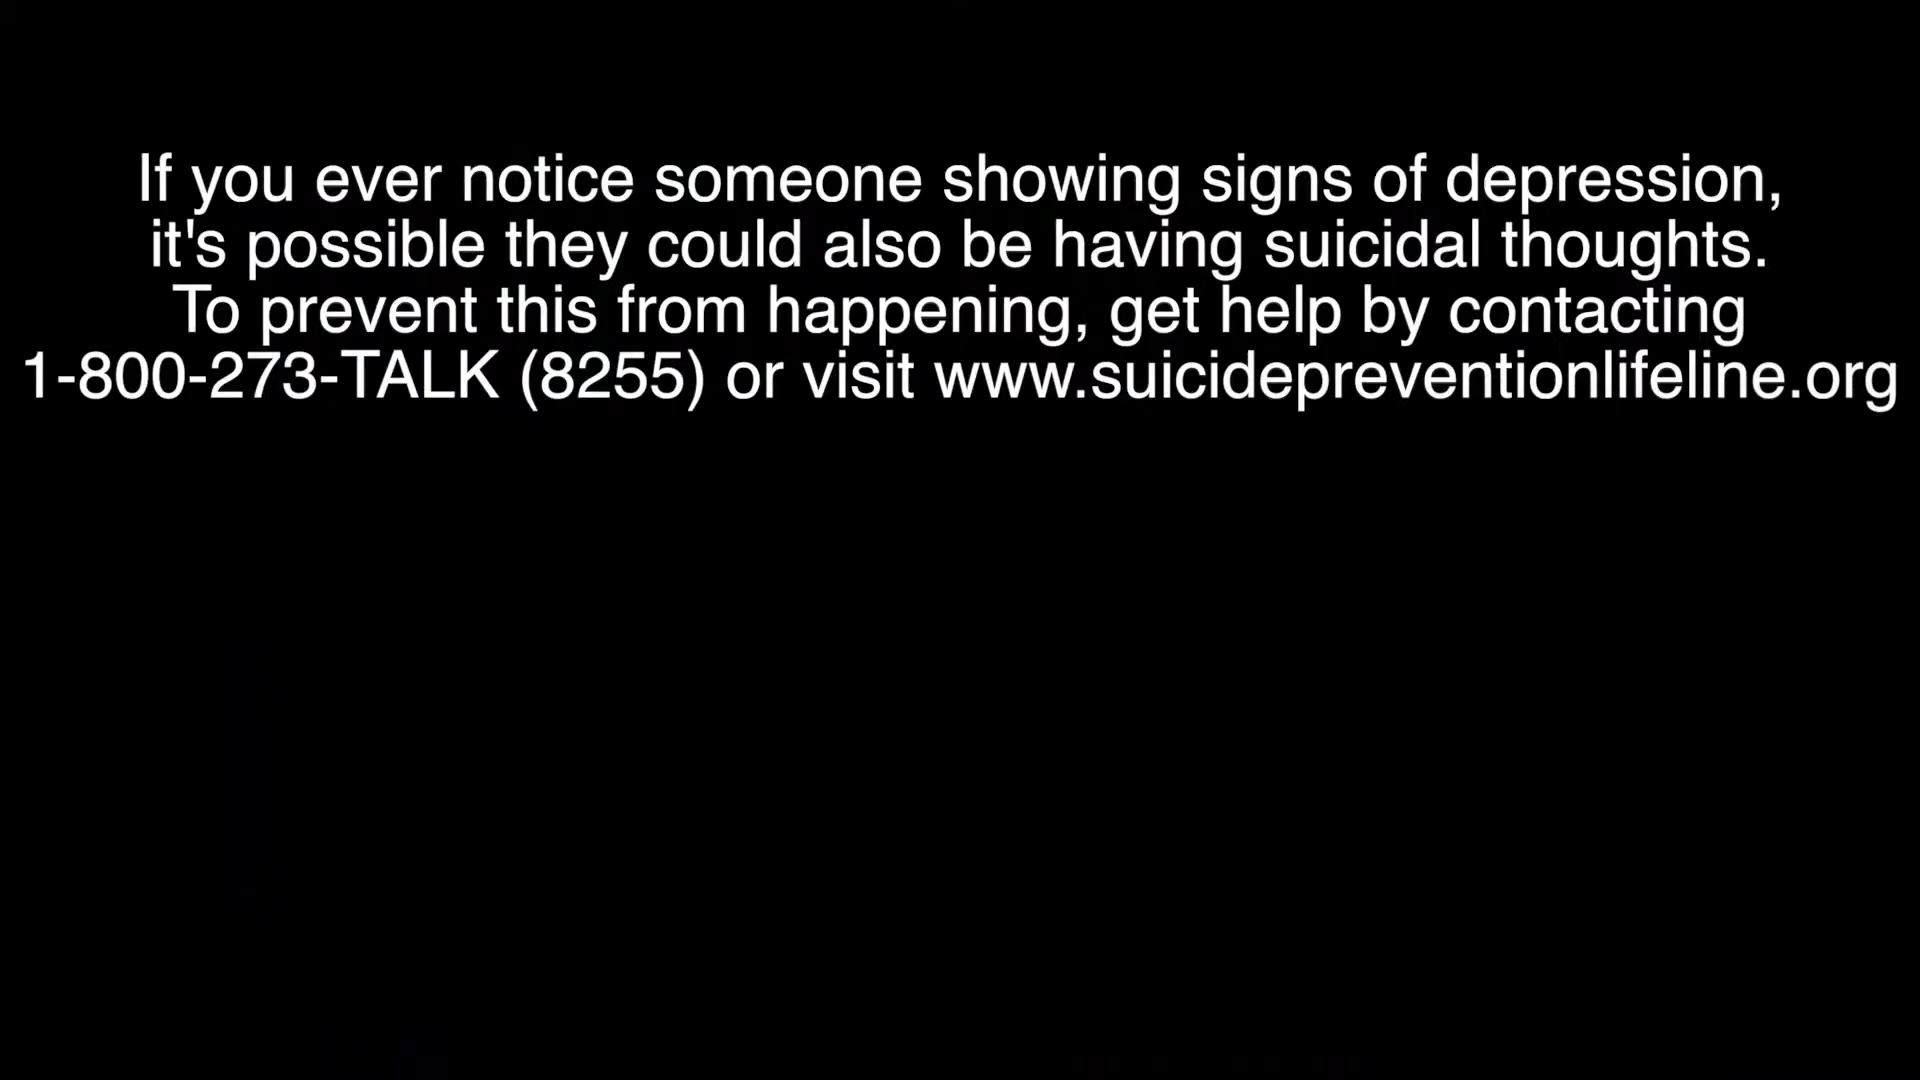 If you ever notice someone showing signs of depression,
it's possible they could also be having suicidal thoughts.
To prevent this from happening, get help by contacting
1-800-273-TALK (8255) or visit www.suicidepreventionlifeline.org